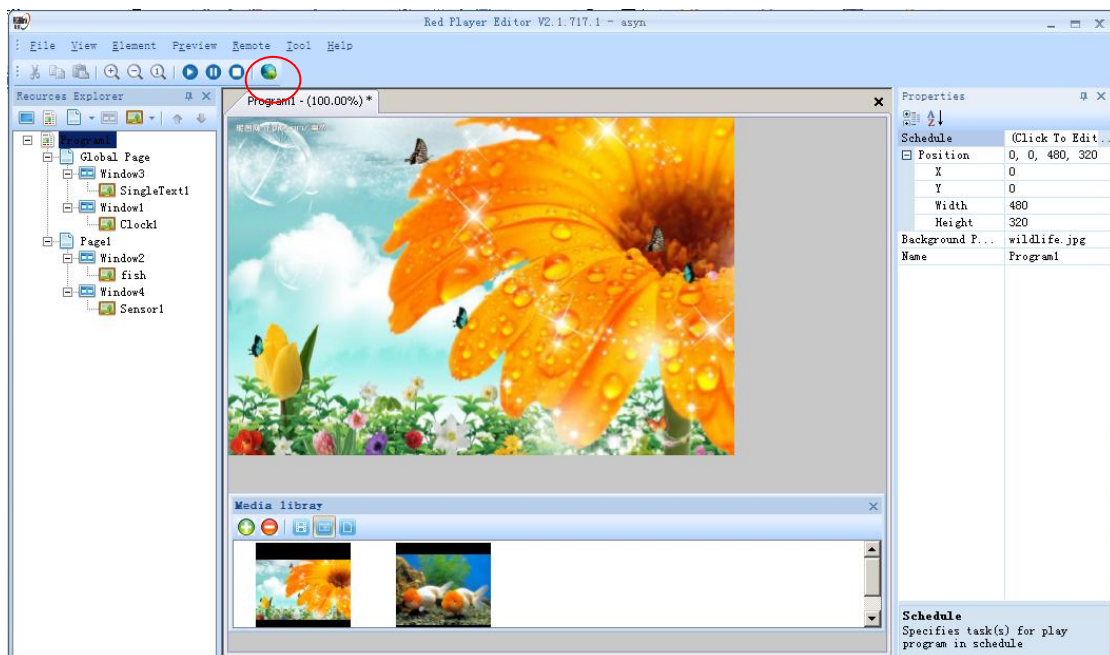 Red Player Editor V2.1.717.1 - asyn
File View Element Preview Remote Tool Help
Reources Explorer
Program1 - (100.00%) *
Properties
Program1
Global Page
Window3
SingleText1
Window1
Clock1
Page1
Window2
fish
Window4
Sensor1
Schedule (Click To Edit...
Position 0, 0, 480, 320
X 0
Y 0
Width 480
Height 320
Background P... wildlife.jpg
Name Program1
Media library
Schedule
Specifies task(s) for play
program in schedule